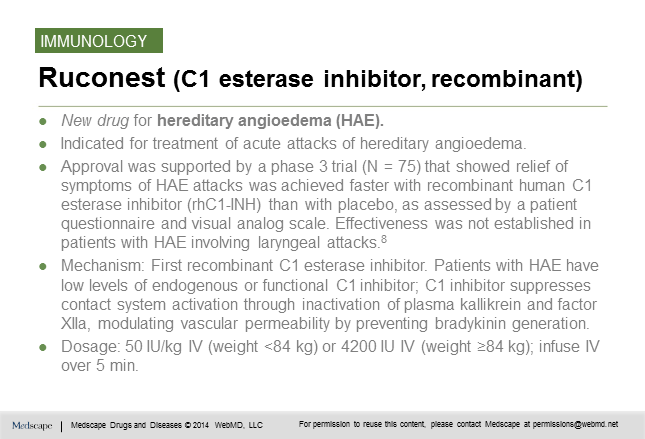 IMMUNOLOGY
Ruconest (C1 esterase inhibitor, recombinant)
● New drug for hereditary angioedema (HAE).
● Indicated for treatment of acute attacks of hereditary angioedema.
● Approval was supported by a phase 3 trial (N = 75) that showed relief of
symptoms of HAE attacks was achieved faster with recombinant human C1
esterase inhibitor (rhC1-INH) than with placebo, as assessed by a patient
questionnaire and visual analog scale. Effectiveness was not established in
patients with HAE involving laryngeal attacks.8
● Mechanism: First recombinant C1 esterase inhibitor. Patients with HAE have
low levels of endogenous or functional C1 inhibitor; C1 inhibitor suppresses
contact system activation through inactivation of plasma kallikrein and factor
XIIa, modulating vascular permeability by preventing bradykinin generation.
● Dosage: 50 IU/kg IV (weight <84 kg) or 4200 IU IV (weight ≥84 kg); infuse IV
over 5 min.
Medscape | Medscape Drugs and Diseases © 2014 WebMD, LLC For permission to reuse this content, please contact Medscape at permissions@webmd.net